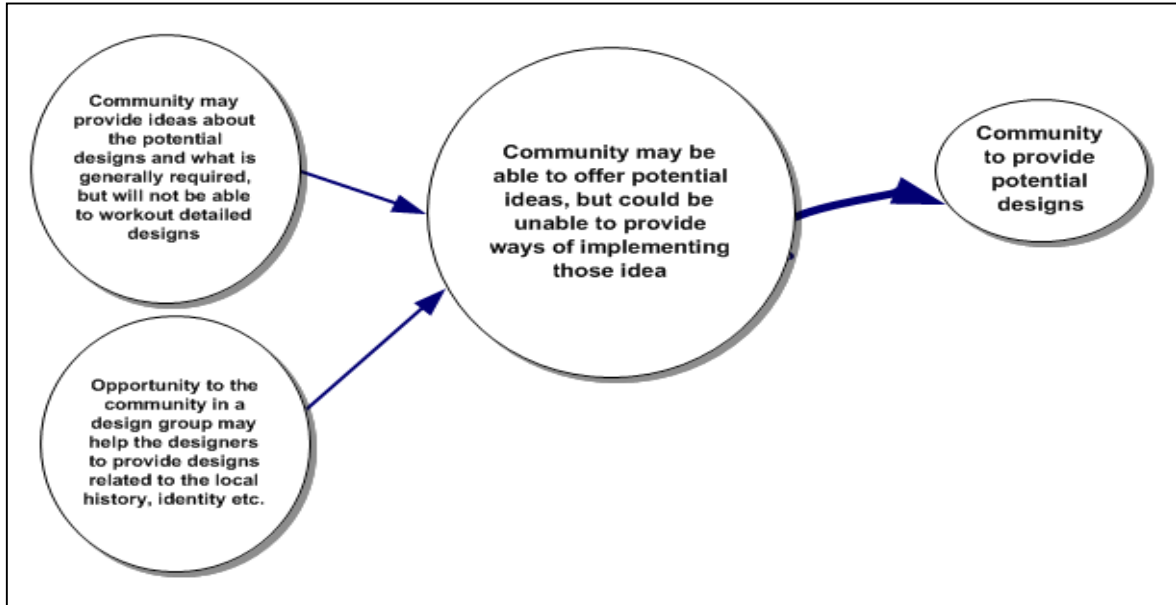 Community may
provide ideas about
the potential
designs and what is
generally required,
but will not be able
to workout detailed
designs
Opportunity to the
community in a
design group may
help the designers
to provide designs
related to the local
history, identity etc.
Community may be
able to offer potential
ideas, but could be
unable to provide
ways of implementing
those idea
Community
to provide
potential
designs